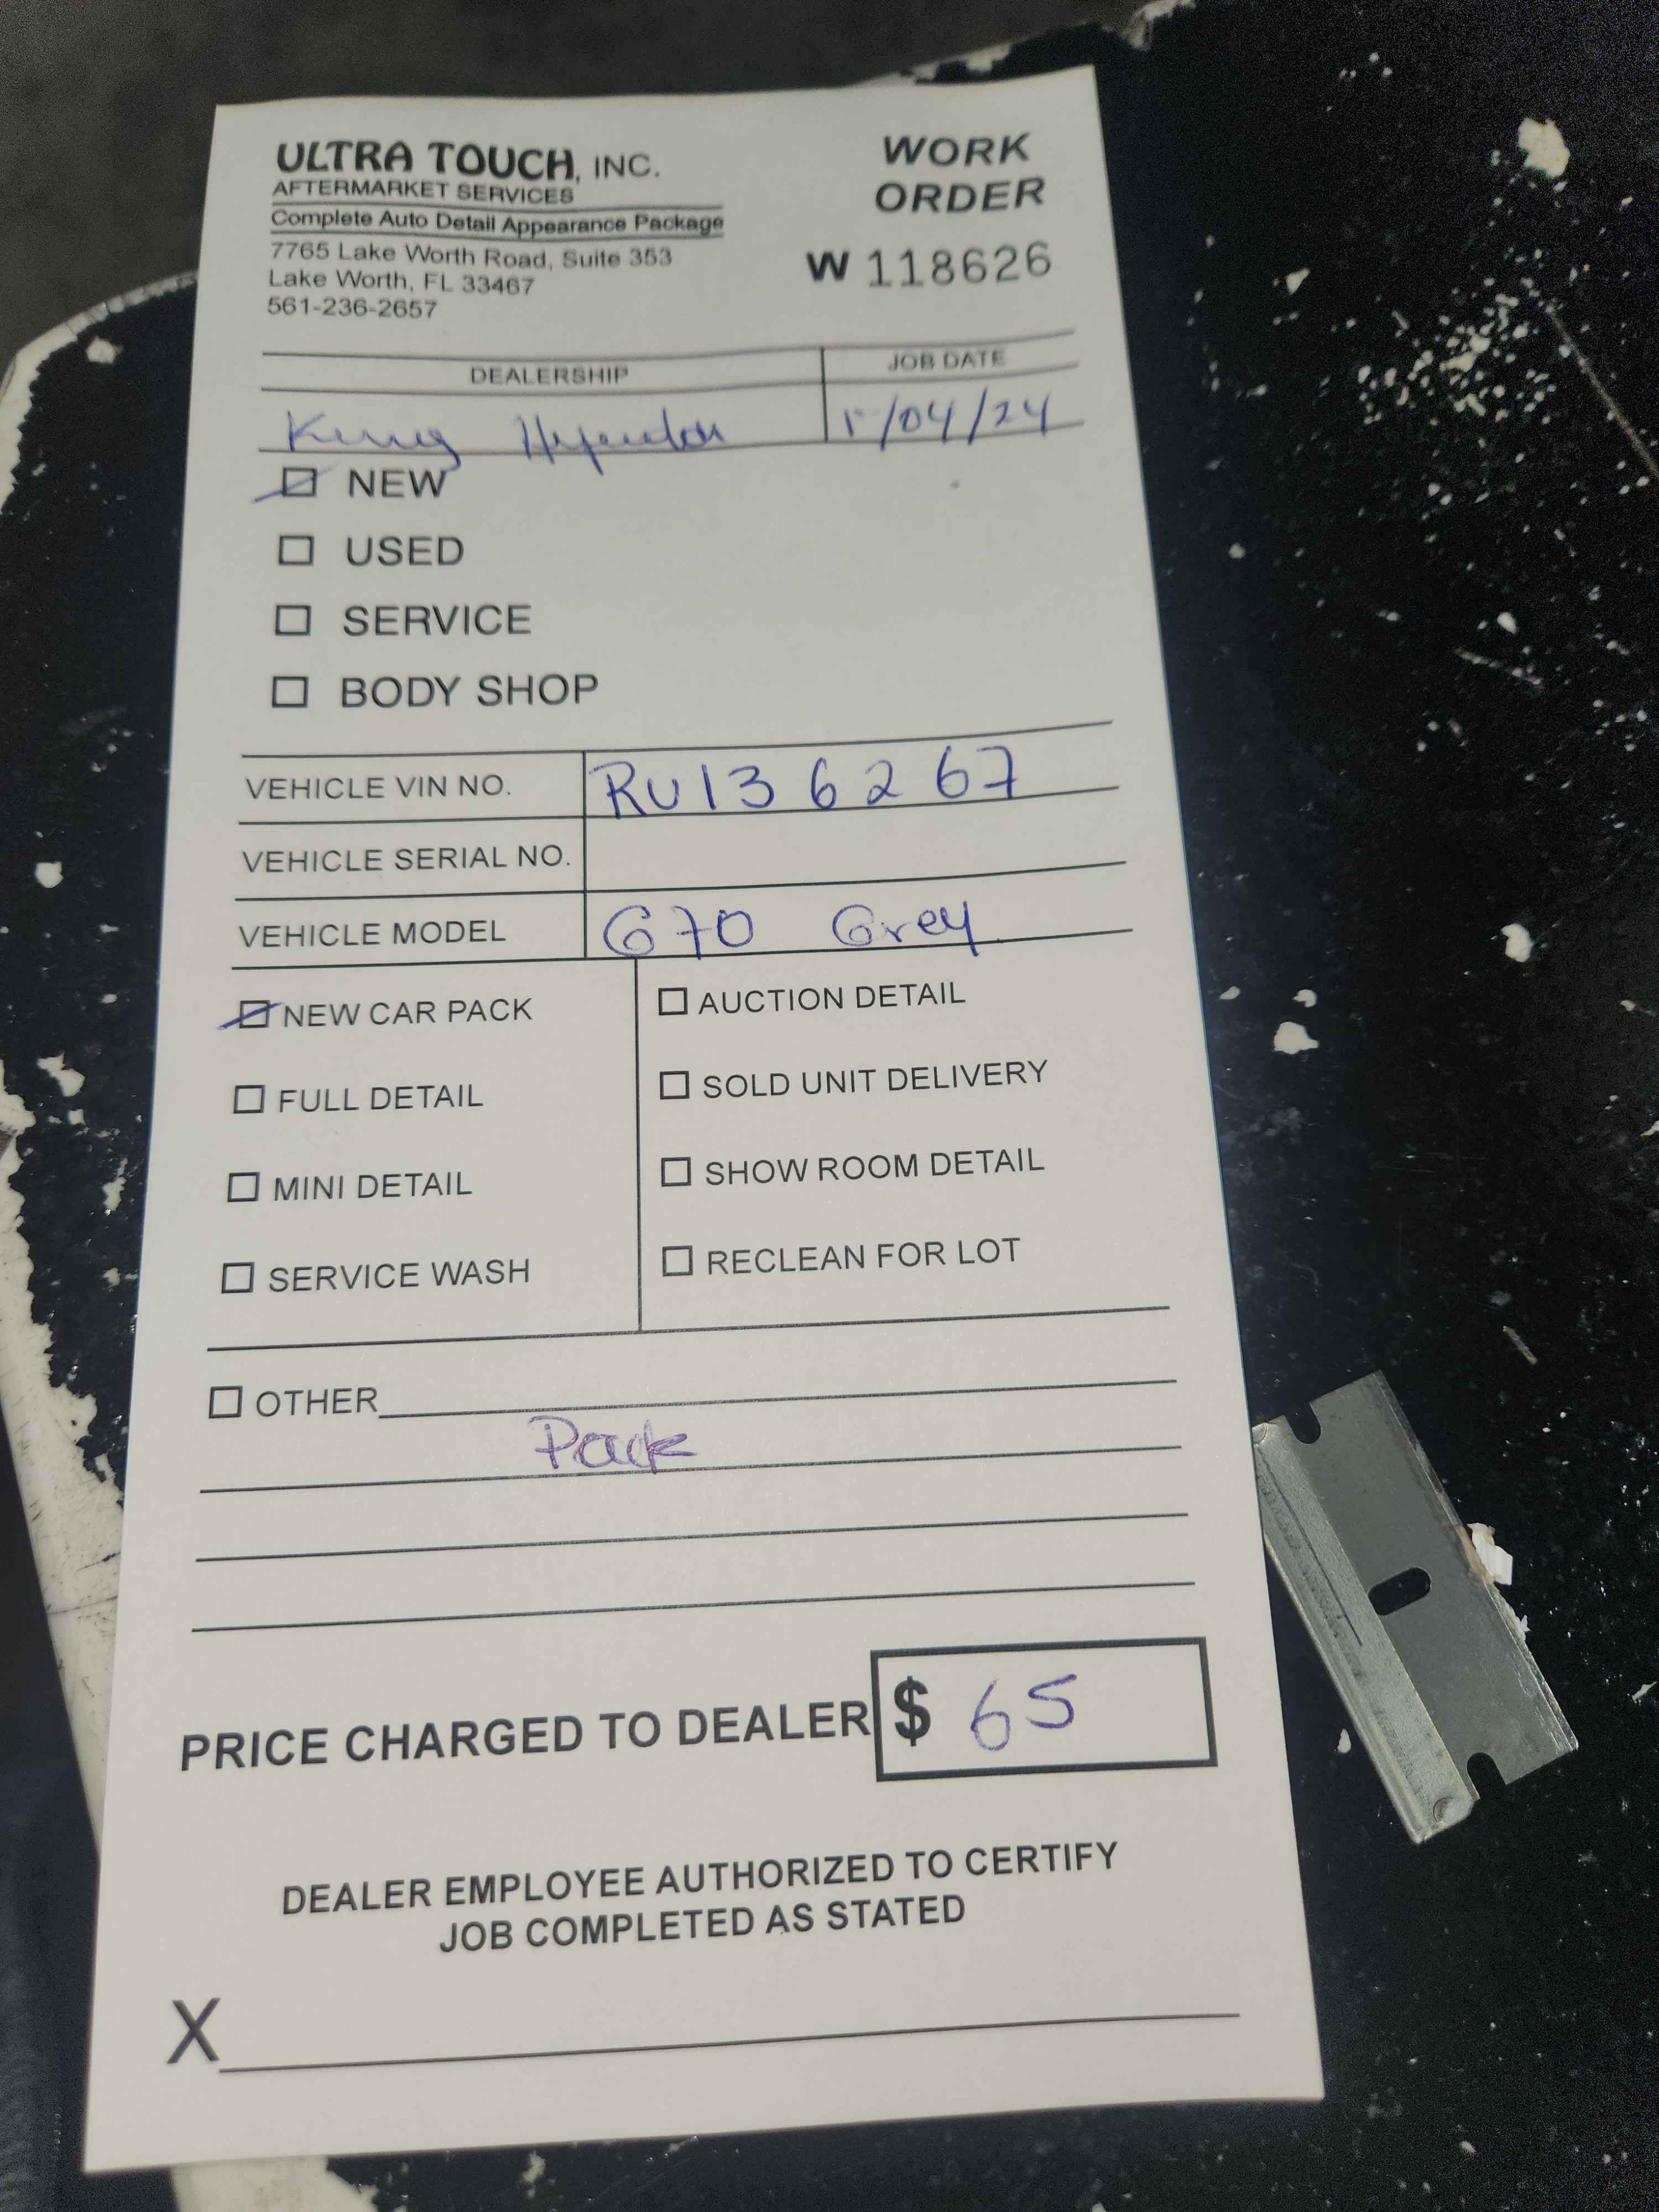 ULTRA TOUCH, INC.
AFTERMARKET SERVICES
Complete Auto Detail Appearance Package
7765 Lake Worth Road, Suite 353
Lake Worth, FL 33467
561-236-2657
WORK
ORDER
W 118626
DEALERSHIP
JOB DATE
King
/04/24
NEW
USED
SERVICE
BODY SHOP
VEHICLE VIN NO. RU136267
VEHICLE SERIAL NO.
VEHICLE MODEL G70 Grey
NEW CAR PACK
FULL DETAIL
MINI DETAIL
SERVICE WASH
AUCTION DETAIL
SOLD UNIT DELIVERY
SHOW ROOM DETAIL
RECLEAN FOR LOT
OTHER
Pack
PRICE CHARGED TO DEALER $ 65
DEALER EMPLOYEE AUTHORIZED TO CERTIFY
JOB COMPLETED AS STATED
X